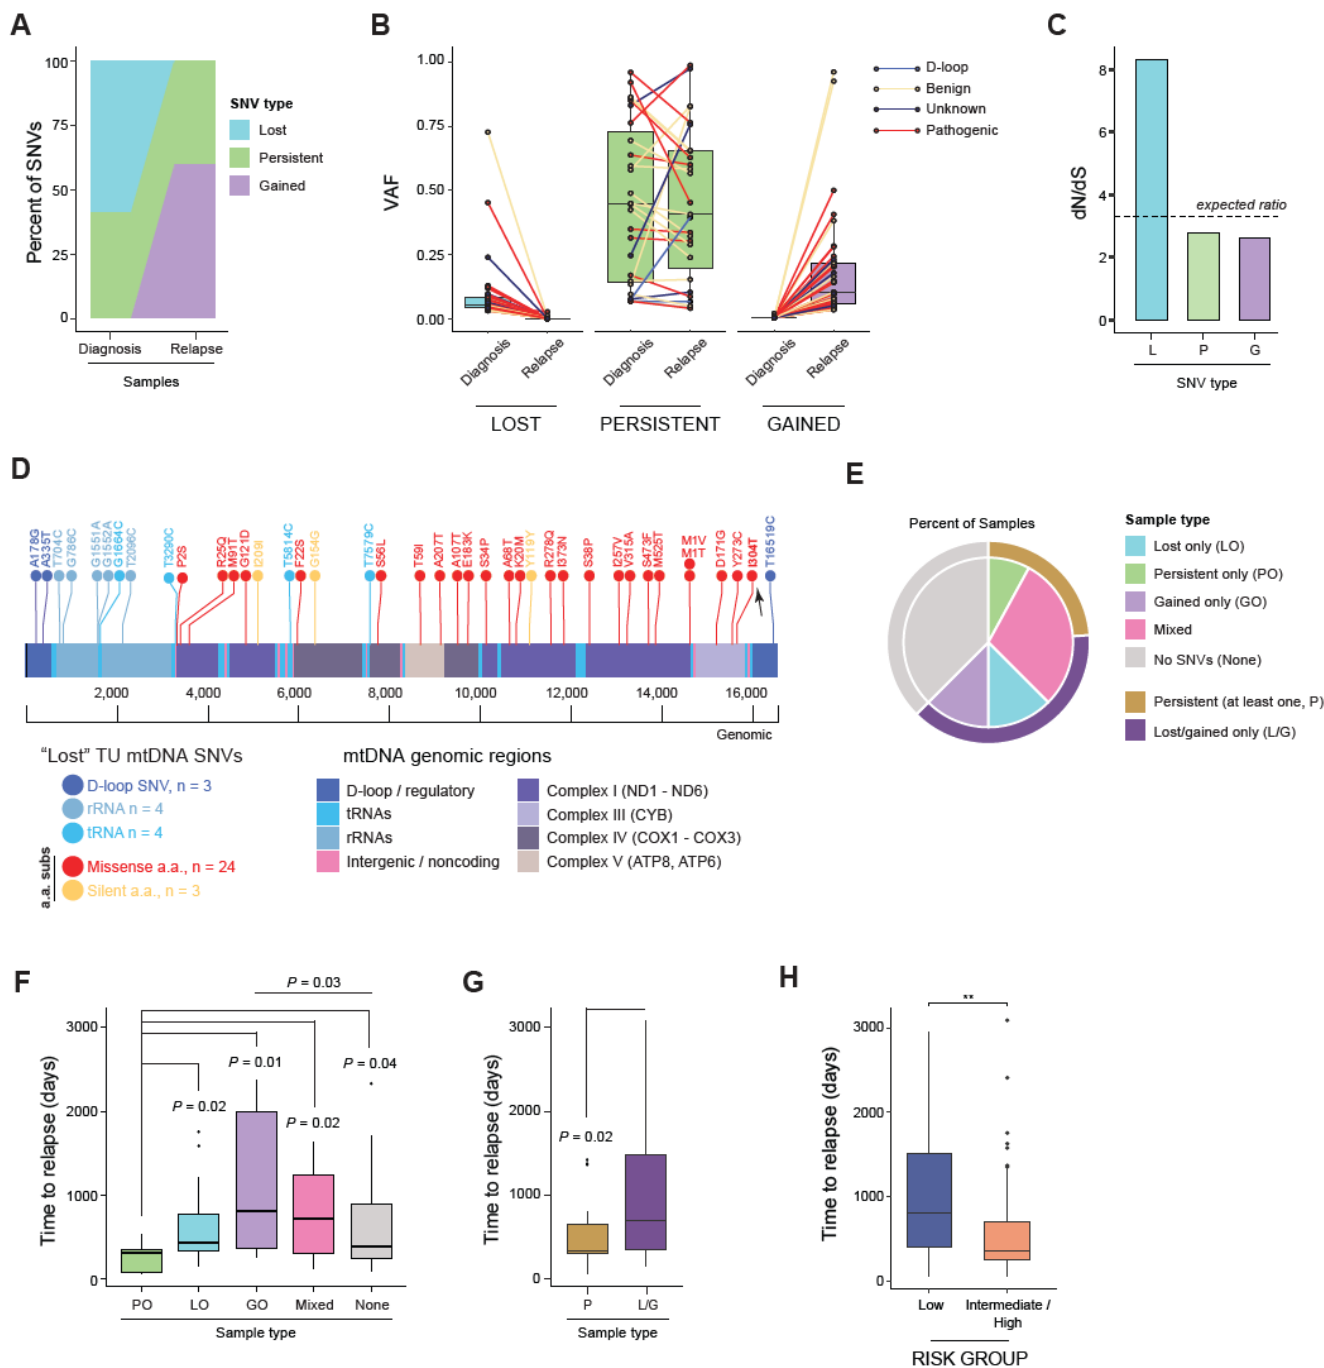 A
Percent of SNVs
100
75
50
25
0
Diagnosis
Relapse
Samples
SNV type
Lost
Persistent
Gained
B
VAF
1.00
0.75
0.50
0.25
0.00
Diagnosis
Relapse
Diagnosis
Relapse
Diagnosis
Relapse
LOST
PERSISTENT
GAINED
D-loop
Benign
Unknown
Pathogenic
C
dN/dS
8
6
4
2
0
expected ratio
L
P
G
SNV type
D
A178G
A335T
T704C
G786C
G1551A
G1552A
G1664C
T2096C
T3290C
P2S
R25Q
M91T
G121D
I209I
T5814C
F22S
G154G
T7579C
S56L
T59I
A207T
A107T
E183K
S34P
A68T
K20M
Y119Y
R278Q
I373N
S38P
I257V
V315A
S473F
M525T
M1V
M1T
D171G
Y273C
I304T
T16519C
2,000
4,000
6,000
8,000
10,000
12,000
14,000
16,000
Genomic
"Lost" TU mtDNA SNVs
D-loop SNV, n = 3
rRNA n = 4
tRNA n = 4
a.a. subs
Missense a.a., n = 24
Silent a.a., n = 3
mtDNA genomic regions
D-loop / regulatory
tRNAs
rRNAs
Intergenic / noncoding
Complex I (ND1 - ND6)
Complex III (CYB)
Complex IV (COX1 - COX3)
Complex V (ATP8, ATP6)
E
Percent of Samples
Sample type
Lost only (LO)
Persistent only (PO)
Gained only (GO)
Mixed
No SNVs (None)
Persistent (at least one, P)
Lost/gained only (L/G)
F
Time to relapse (days)
3000
2000
1000
0
P = 0.03
P = 0.01
P = 0.04
P = 0.02
P = 0.02
PO
LO
GO
Mixed
None
Sample type
G
Time to relapse (days)
3000
2000
1000
0
P = 0.02
P
L/G
Sample type
H
Time to relapse (days)
3000
2000
1000
0
**
Low
Intermediate /
High
RISK GROUP